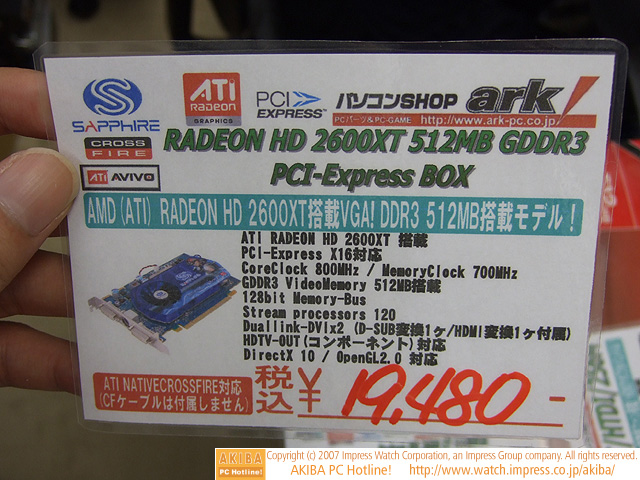 SAPPHIRE
ATI
RADEON
GRAPHICS
PCI
EXPRESS
パソコンSHOP
ark!
PCパーツ&PC-GAME
http://www.ark-pc.co.jp/
CROSS
FIRE
ATI AVIVO
RADEON HD 2600XT 512MB GDDR3
PCI-Express BOX
AMD (ATI) RADEON HD 2600XT搭載VGA! DDR3 512MB搭載モデル!
ATI RADEON HD 2600XT 搭載
PCI-Express X16対応
CoreClock 800MHz / MemoryClock 700MHz
GDDR3 VideoMemory 512MB搭載
128bit Memory-Bus
Stream processors 120
Duallink-DVIx2 (D-SUB変換1ヶ/HDMI変換1ヶ付属)
HDTV-OUT(コンポーネント)対応
DirectX 10 / OpenGL2.0 対応
ATI NATIVECROSSFIRE対応
(CFケーブルは付属しません)
税込 ¥ 19,480-
AKIBA
PC Hotline!
Copyright (c) 2007 Impress Watch Corporation, an Impress Group company. All rights reserved.
AKIBA PC Hotline! http://www.watch.impress.co.jp/akiba/